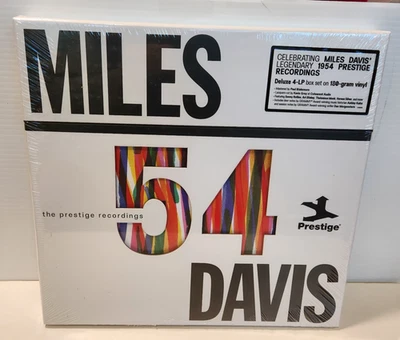 MILES
CELEBRATING MILES DAVIS'
LEGENDARY 1954 PRESTIGE
RECORDINGS
Deluxe 4-LP box set on 180-gram vinyl
54
the prestige recordings
Prestige
DAVIS